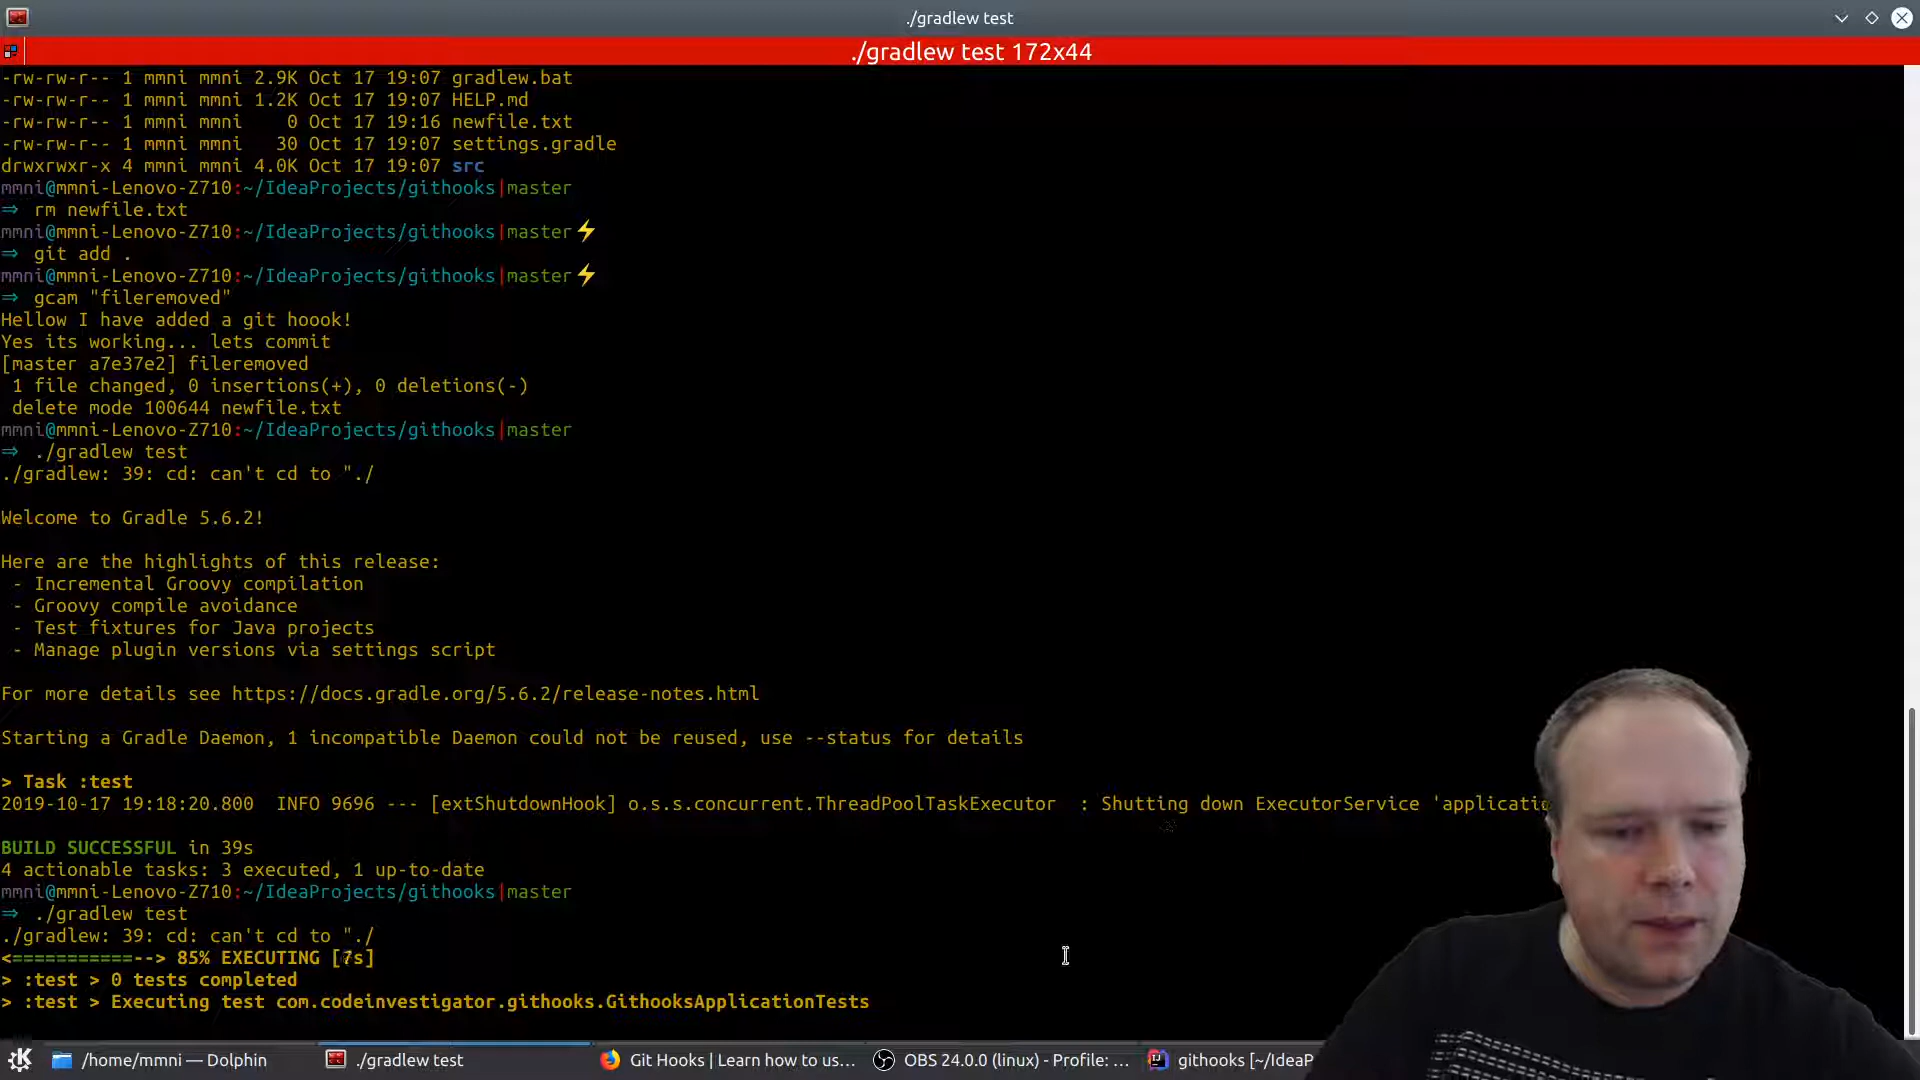 ./gradlew test
./gradlew test 172x44
-rw-rw-r-- 1 mmni mmni 2.9K Oct 17 19:07 gradlew.bat
-rw-rw-r-- 1 mmni mmni 1.2K Oct 17 19:07 HELP.md
-rw-rw-r-- 1 mmni mmni    0 Oct 17 19:16 newfile.txt
-rw-rw-r-- 1 mmni mmni   30 Oct 17 19:07 settings.gradle
drwxrwxr-x 4 mmni mmni 4.0K Oct 17 19:07 src
mmni@mmni-Lenovo-Z710:~/IdeaProjects/githooks|master
⇒  rm newfile.txt
mmni@mmni-Lenovo-Z710:~/IdeaProjects/githooks|master⚡
⇒  git add .
mmni@mmni-Lenovo-Z710:~/IdeaProjects/githooks|master⚡
⇒  gcam "fileremoved"
Hellow I have added a git hoook!
Yes its working... lets commit
[master a7e37e2] fileremoved
 1 file changed, 0 insertions(+), 0 deletions(-)
 delete mode 100644 newfile.txt
mmni@mmni-Lenovo-Z710:~/IdeaProjects/githooks|master
⇒  ./gradlew test
./gradlew: 39: cd: can't cd to "./
Welcome to Gradle 5.6.2!
Here are the highlights of this release:
 - Incremental Groovy compilation
 - Groovy compile avoidance
 - Test fixtures for Java projects
 - Manage plugin versions via settings script
For more details see https://docs.gradle.org/5.6.2/release-notes.html
Starting a Gradle Daemon, 1 incompatible Daemon could not be reused, use --status for details
> Task :test
2019-10-17 19:18:20.800  INFO 9696 --- [extShutdownHook] o.s.s.concurrent.ThreadPoolTaskExecutor  : Shutting down ExecutorService
BUILD SUCCESSFUL in 39s
4 actionable tasks: 3 executed, 1 up-to-date
mmni@mmni-Lenovo-Z710:~/IdeaProjects/githooks|master
⇒  ./gradlew test
./gradlew: 39: cd: can't cd to "./
<===========--> 85% EXECUTING
> :test > 0 tests completed
> :test > Executing test com.codeinvestigator.githooks.GithooksApplicationTests
/home/mmni — Dolphin
./gradlew test
Git Hooks | Learn how to us...
OBS 24.0.0 (linux) - Profile: ...
githooks [~/IdeaP